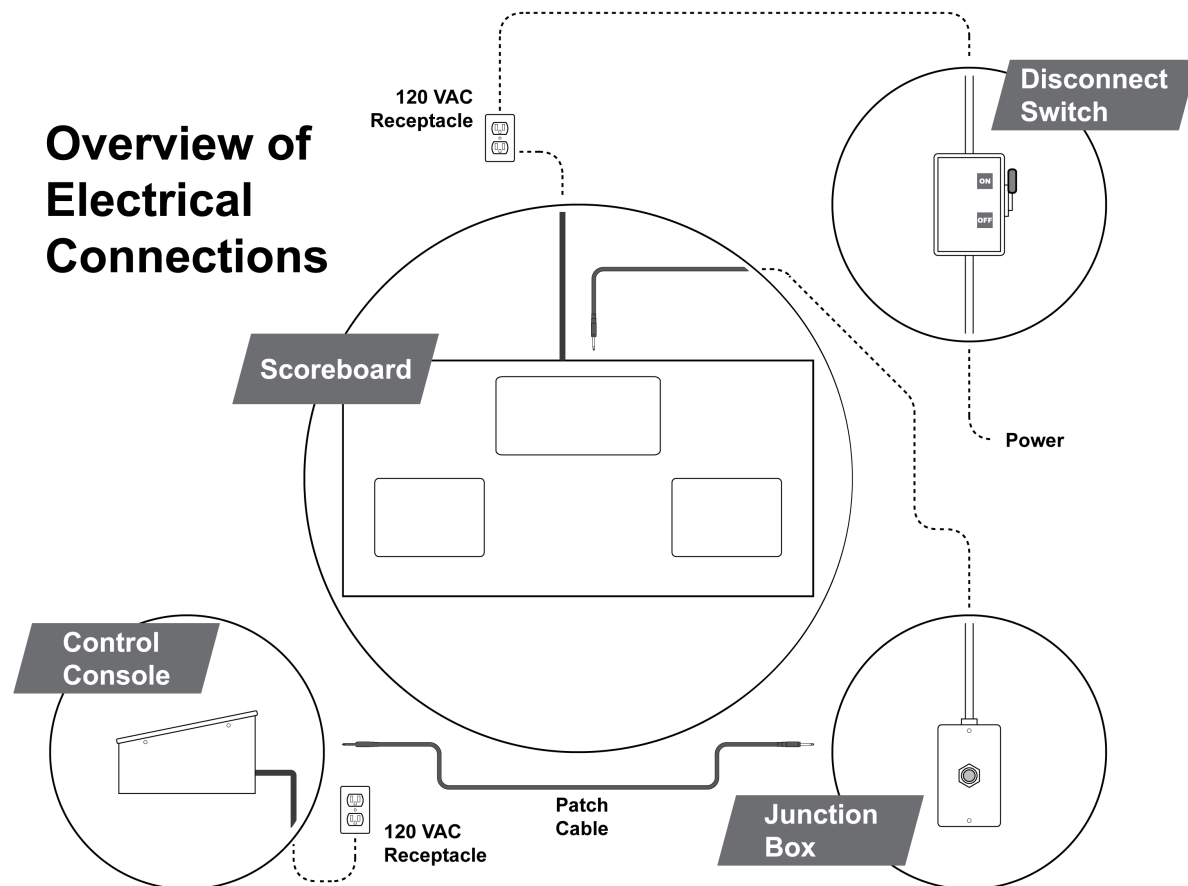 Overview of
Electrical
Connections
120 VAC
Receptacle
Disconnect
Switch
ON
OFF
Scoreboard
Power
Control
Console
Patch
Cable
120 VAC
Receptacle
Junction
Box